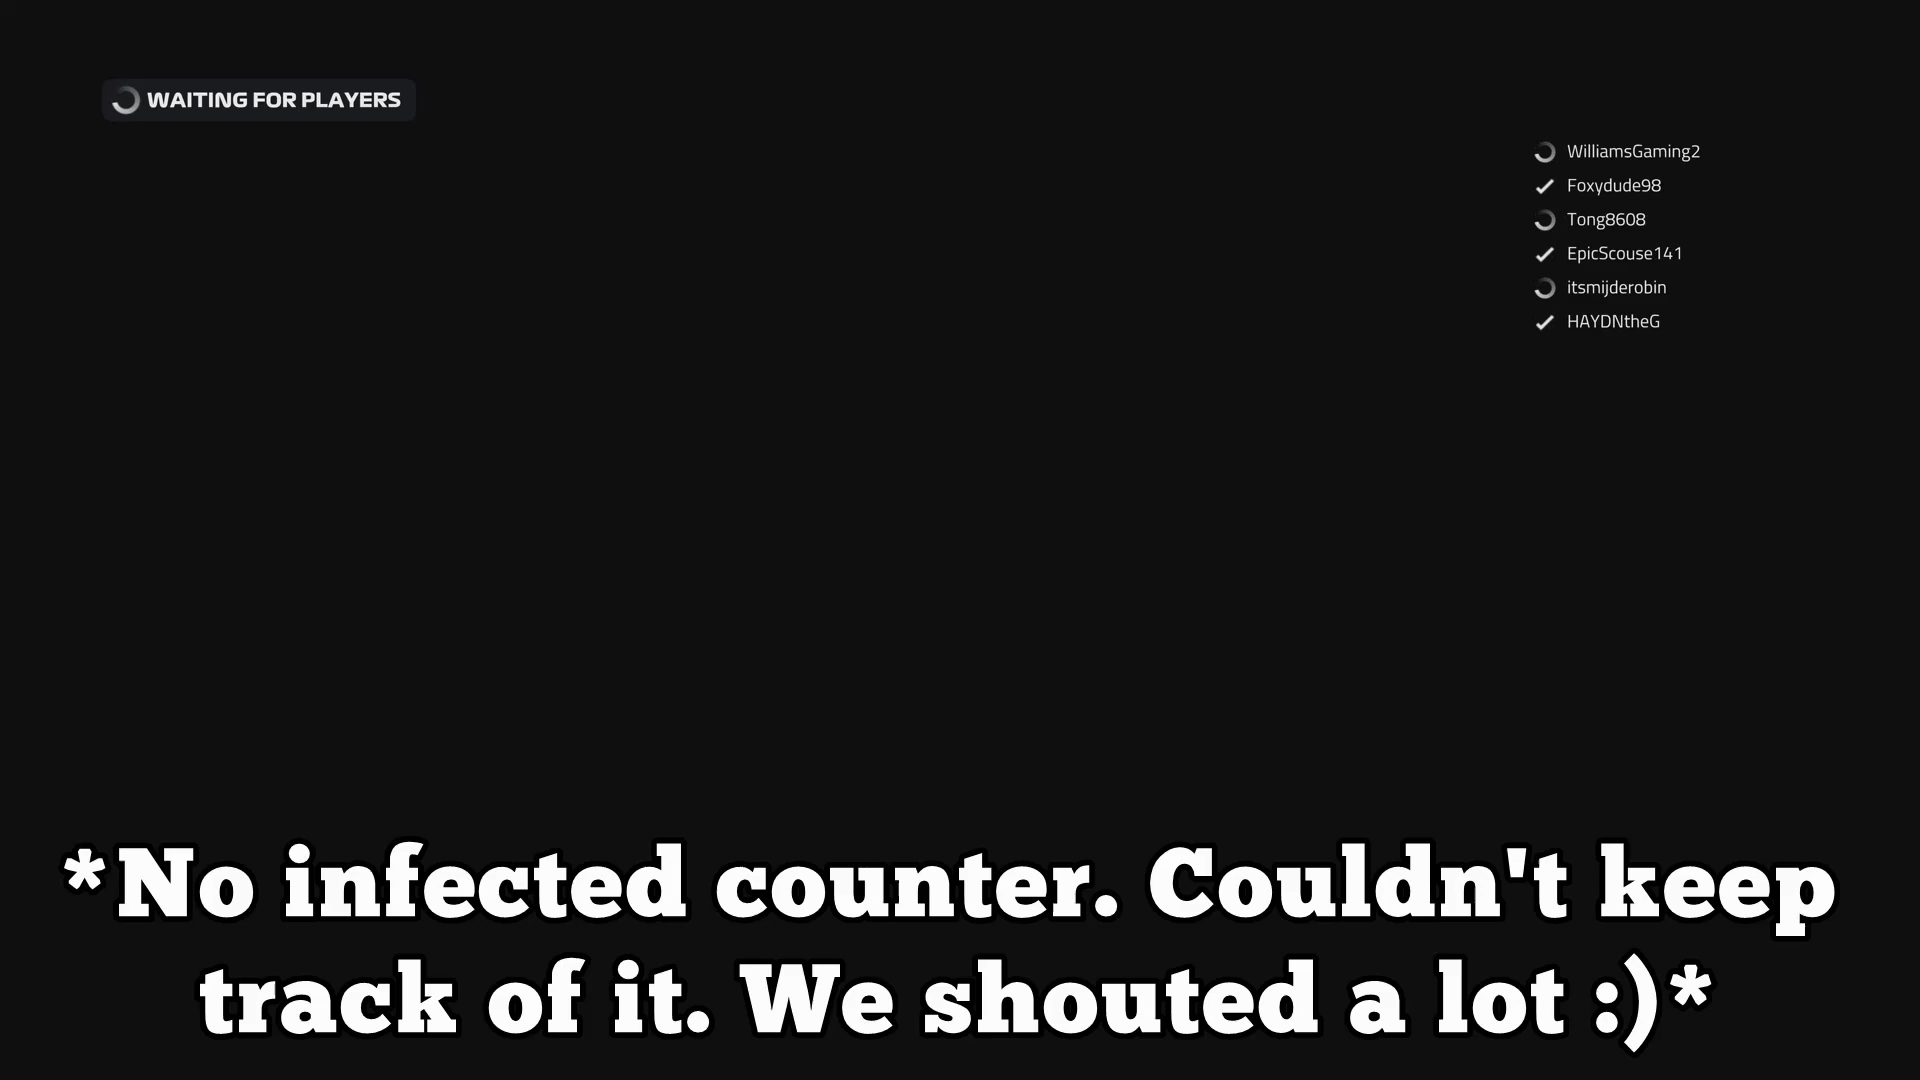 WAITING FOR PLAYERS
WilliamsGaming2
Foxydude98
Tong8608
EpicScouse141
itsmijderobin
HAYDNtheG
*No infected counter. Couldn't keep
track of it. We shouted a lot :)*